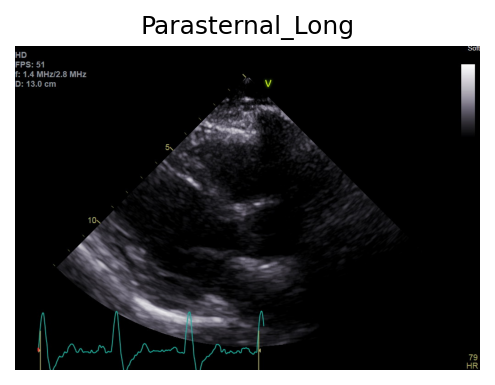 Parasternal_Long
HD
FPS: 51
f: 1.4 MHz/2.8 MHz
D: 13.0 cm
V
5
10
79
HR